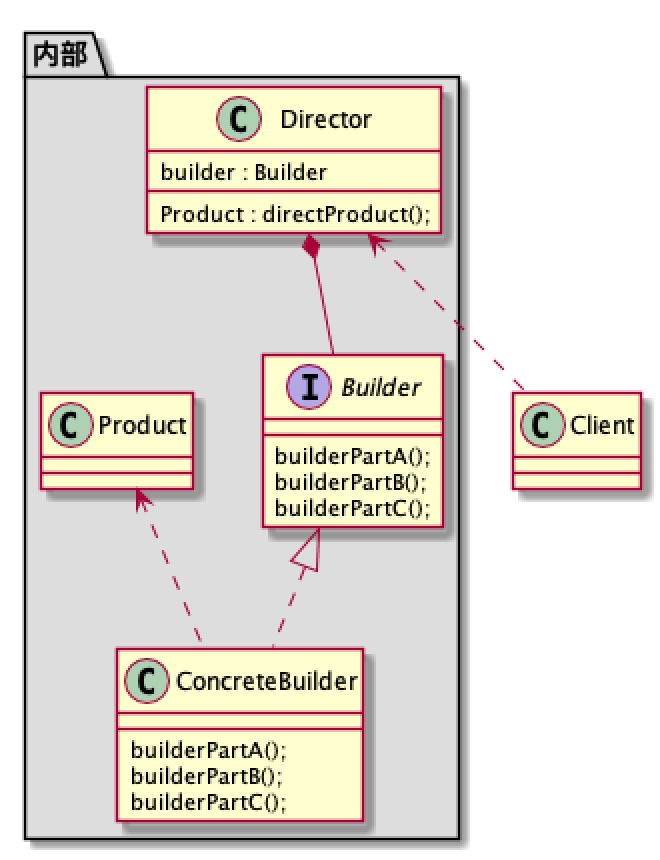 内部
C Director
builder : Builder
Product : directProduct();
I Builder
builderPartA();
builderPartB();
builderPartC();
C Product
C Client
C ConcreteBuilder
builderPartA();
builderPartB();
builderPartC();